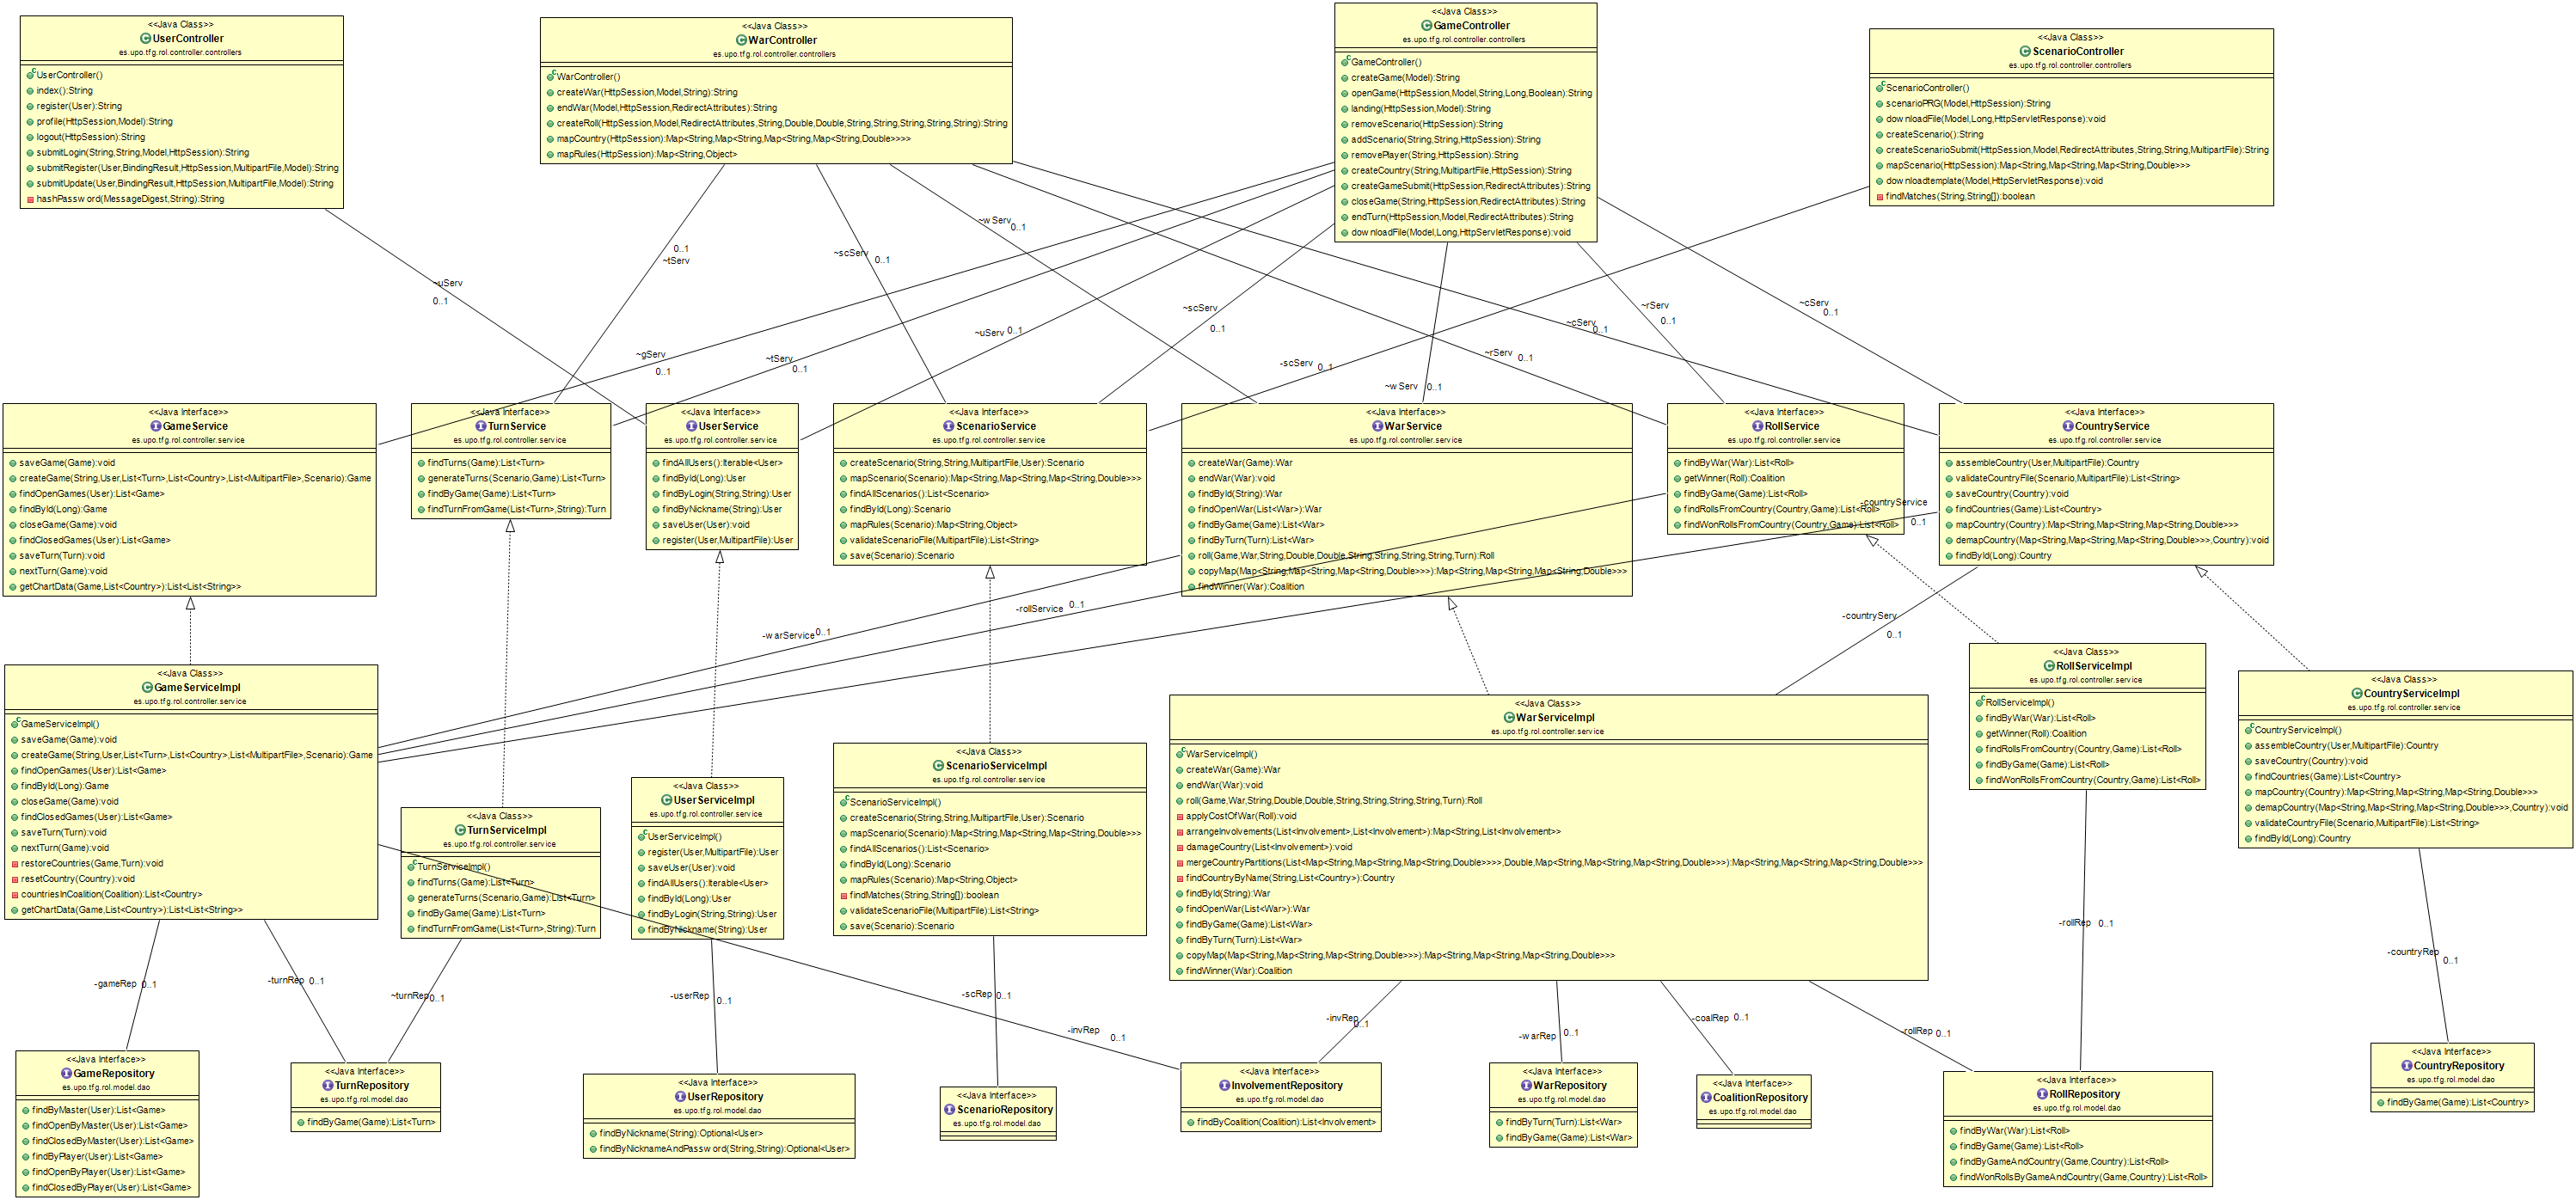 <<Java Class>>
UserController
es.upo.tfg.rol.controller.controllers
UserController()
index():String
register(User):String
profile(HttpSession,Model):String
logout(HttpSession):String
submitLogin(String,String,Model,HttpSession):String
submitRegister(User,BindingResult,HttpSession,MultipartFile,Model):String
submitUpdate(User,BindingResult,HttpSession,MultipartFile,Model):String
hashPassword(MessageDigest,String):String
<<Java Class>>
WarController
es.upo.tfg.rol.controller.controllers
WarController()
createWar(HttpSession,Model,String):String
endWar(Model,HttpSession,RedirectAttributes):String
createRoll(HttpSession,Model,RedirectAttributes,String,Double,Double,String,String,String,String,String):String
mapCountry(HttpSession):Map<String,Map<String,Map<String,Map<String,Double>>>>
mapRules(HttpSession):Map<String,Object>
<<Java Class>>
GameController
es.upo.tfg.rol.controller.controllers
GameController()
createGame(Model):String
openGame(HttpSession,Model,String,Long,Boolean):String
landing(HttpSession,Model):String
removeScenario(HttpSession):String
addScenario(String,String,HttpSession):String
removePlayer(String,HttpSession):String
createCountry(String,MultipartFile,HttpSession):String
createGameSubmit(HttpSession,RedirectAttributes):String
closeGame(String,HttpSession,RedirectAttributes):String
endTurn(HttpSession,Model,RedirectAttributes):String
downloadFile(Model,Long,HttpServletResponse):void
<<Java Class>>
ScenarioController
es.upo.tfg.rol.controller.controllers
ScenarioController()
scenarioPRG(Model,HttpSession):String
downloadFile(Model,Long,HttpServletResponse):void
createScenario():String
createScenarioSubmit(HttpSession,Model,RedirectAttributes,String,String,MultipartFile):String
mapScenario(HttpSession):Map<String,Map<String,Map<String,Double>>>
downloadtemplate(Model,HttpServletResponse):void
findMatches(String,String[]):boolean
~uServ
0..1
~tServ
0..1
~scServ
0..1
~wServ
0..1
~gServ
0..1
~tServ
0..1
~uServ
0..1
~scServ
0..1
~wServ
0..1
~rServ
0..1
~cServ
0..1
~rServ
0..1
~cServ
0..1
-scServ
0..1
<<Java Interface>>
GameService
es.upo.tfg.rol.controller.service
saveGame(Game):void
createGame(String,User,List<Turn>,List<Country>,List<MultipartFile>,Scenario):Game
findOpenGames(User):List<Game>
findById(Long):Game
closeGame(Game):void
findClosedGames(User):List<Game>
saveTurn(Turn):void
nextTurn(Game):void
getChartData(Game,List<Country>):List<List<String>>
<<Java Interface>>
TurnService
es.upo.tfg.rol.controller.service
findTurns(Game):List<Turn>
generateTurns(Scenario,Game):List<Turn>
findByGame(Game):List<Turn>
findTurnFromGame(List<Turn>,String):Turn
<<Java Interface>>
UserService
es.upo.tfg.rol.controller.service
findAllUsers():Iterable<User>
findById(Long):User
findByLogin(String,String):User
findByNickname(String):User
saveUser(User):void
register(User,MultipartFile):User
<<Java Interface>>
ScenarioService
es.upo.tfg.rol.controller.service
createScenario(String,String,MultipartFile,User):Scenario
mapScenario(Scenario):Map<String,Map<String,Map<String,Double>>>
findAllScenarios():List<Scenario>
findById(Long):Scenario
mapRules(Scenario):Map<String,Object>
validateScenarioFile(MultipartFile):List<String>
save(Scenario):Scenario
<<Java Interface>>
WarService
es.upo.tfg.rol.controller.service
createWar(Game):War
endWar(War):void
findById(String):War
findOpenWar(List<War>):War
findByGame(Game):List<War>
findByTurn(Turn):List<War>
roll(Game,War,String,Double,Double,String,String,String,String,Turn):Roll
copyMap(Map<String,Map<String,Map<String,Double>>>):Map<String,Map<String,Map<String,Double>>>
findWinner(War):Coalition
<<Java Interface>>
RollService
es.upo.tfg.rol.controller.service
findByWar(War):List<Roll>
getWinner(Roll):Coalition
findByGame(Game):List<Roll>
findRollsFromCountry(Country,Game):List<Roll>
findWonRollsFromCountry(Country,Game):List<Roll>
<<Java Interface>>
CountryService
es.upo.tfg.rol.controller.service
assembleCountry(User,MultipartFile):Country
validateCountryFile(Scenario,MultipartFile):List<String>
saveCountry(Country):void
findCountries(Game):List<Country>
mapCountry(Country):Map<String,Map<String,Map<String,Double>>>
demapCountry(Map<String,Map<String,Map<String,Double>>>,Country):void
findById(Long):Country
-warService
0..1
-rollService
0..1
-countryService
0..1
-countryServ
0..1
<<Java Class>>
GameServiceImpl
es.upo.tfg.rol.controller.service
GameServiceImpl()
saveGame(Game):void
createGame(String,User,List<Turn>,List<Country>,List<MultipartFile>,Scenario):Game
findOpenGames(User):List<Game>
findById(Long):Game
closeGame(Game):void
findClosedGames(User):List<Game>
saveTurn(Turn):void
nextTurn(Game):void
restoreCountries(Game,Turn):void
resetCountry(Country):void
countriesInCoalition(Coalition):List<Country>
getChartData(Game,List<Country>):List<List<String>>
<<Java Class>>
TurnServiceImpl
es.upo.tfg.rol.controller.service
TurnServiceImpl()
findTurns(Game):List<Turn>
generateTurns(Scenario,Game):List<Turn>
findByGame(Game):List<Turn>
findTurnFromGame(List<Turn>,String):Turn
<<Java Class>>
UserServiceImpl
es.upo.tfg.rol.controller.service
UserServiceImpl()
register(User,MultipartFile):User
saveUser(User):void
findAllUsers():Iterable<User>
findById(Long):User
findByLogin(String,String):User
findByNickname(String):User
<<Java Class>>
ScenarioServiceImpl
es.upo.tfg.rol.controller.service
ScenarioServiceImpl()
createScenario(String,String,MultipartFile,User):Scenario
mapScenario(Scenario):Map<String,Map<String,Map<String,Double>>>
findAllScenarios():List<Scenario>
findById(Long):Scenario
mapRules(Scenario):Map<String,Object>
findMatches(String,String[]):boolean
validateScenarioFile(MultipartFile):List<String>
save(Scenario):Scenario
<<Java Class>>
WarServiceImpl
es.upo.tfg.rol.controller.service
WarServiceImpl()
createWar(Game):War
endWar(War):void
roll(Game,War,String,Double,Double,String,String,String,String,Turn):Roll
applyCostOfWar(Roll):void
arrangeInvolvements(List<Involvement>,List<Involvement>):Map<String,List<Involvement>>
damageCountry(List<Involvement>):void
mergeCountryPartitions(List<Map<String,Map<String,Map<String,Double>>>>,Double,Map<String,Map<String,Map<String,Double>>>):Map<String,Map<String,Map<String,Double>>>
findCountryByName(String,List<Country>):Country
findById(String):War
findOpenWar(List<War>):War
findByGame(Game):List<War>
findByTurn(Turn):List<War>
copyMap(Map<String,Map<String,Map<String,Double>>>):Map<String,Map<String,Map<String,Double>>>
findWinner(War):Coalition
<<Java Class>>
RollServiceImpl
es.upo.tfg.rol.controller.service
RollServiceImpl()
findByWar(War):List<Roll>
getWinner(Roll):Coalition
findRollsFromCountry(Country,Game):List<Roll>
findByGame(Game):List<Roll>
findWonRollsFromCountry(Country,Game):List<Roll>
<<Java Class>>
CountryServiceImpl
es.upo.tfg.rol.controller.service
CountryServiceImpl()
assembleCountry(User,MultipartFile):Country
saveCountry(Country):void
findCountries(Game):List<Country>
mapCountry(Country):Map<String,Map<String,Map<String,Double>>>
demapCountry(Map<String,Map<String,Map<String,Double>>>,Country):void
validateCountryFile(Scenario,MultipartFile):List<String>
findById(Long):Country
-gameRep
0..1
-turnRep
0..1
~turnRep
0..1
-userRep
0..1
-scRep
0..1
-invRep
0..1
-invRep
0..1
-warRep
0..1
-coalRep
0..1
-rollRep
0..1
-rollRep
0..1
-countryRep
0..1
<<Java Interface>>
GameRepository
es.upo.tfg.rol.model.dao
findByMaster(User):List<Game>
findOpenByMaster(User):List<Game>
findClosedByMaster(User):List<Game>
findByPlayer(User):List<Game>
findOpenByPlayer(User):List<Game>
findClosedByPlayer(User):List<Game>
<<Java Interface>>
TurnRepository
es.upo.tfg.rol.model.dao
findByGame(Game):List<Turn>
<<Java Interface>>
UserRepository
es.upo.tfg.rol.model.dao
findByNickname(String):Optional<User>
findByNicknameAndPassword(String,String):Optional<User>
<<Java Interface>>
ScenarioRepository
es.upo.tfg.rol.model.dao
<<Java Interface>>
InvolvementRepository
es.upo.tfg.rol.model.dao
findByCoalition(Coalition):List<Involvement>
<<Java Interface>>
WarRepository
es.upo.tfg.rol.model.dao
findByTurn(Turn):List<War>
findByGame(Game):List<War>
<<Java Interface>>
CoalitionRepository
es.upo.tfg.rol.model.dao
<<Java Interface>>
RollRepository
es.upo.tfg.rol.model.dao
findByWar(War):List<Roll>
findByGame(Game):List<Roll>
findByGameAndCountry(Game,Country):List<Roll>
findWonRollsByGameAndCountry(Game,Country):List<Roll>
<<Java Interface>>
CountryRepository
es.upo.tfg.rol.model.dao
findByGame(Game):List<Country>